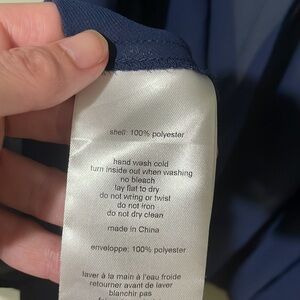 shell: 100% polyester
hand wash cold
turn inside out when washing
no bleach
lay flat to dry
do not wring or twist
do not iron
do not dry clean
made in China
enveloppe: 100% polyester
laver à la main à l'eau froide
retourner avant de laver
blanchir pas